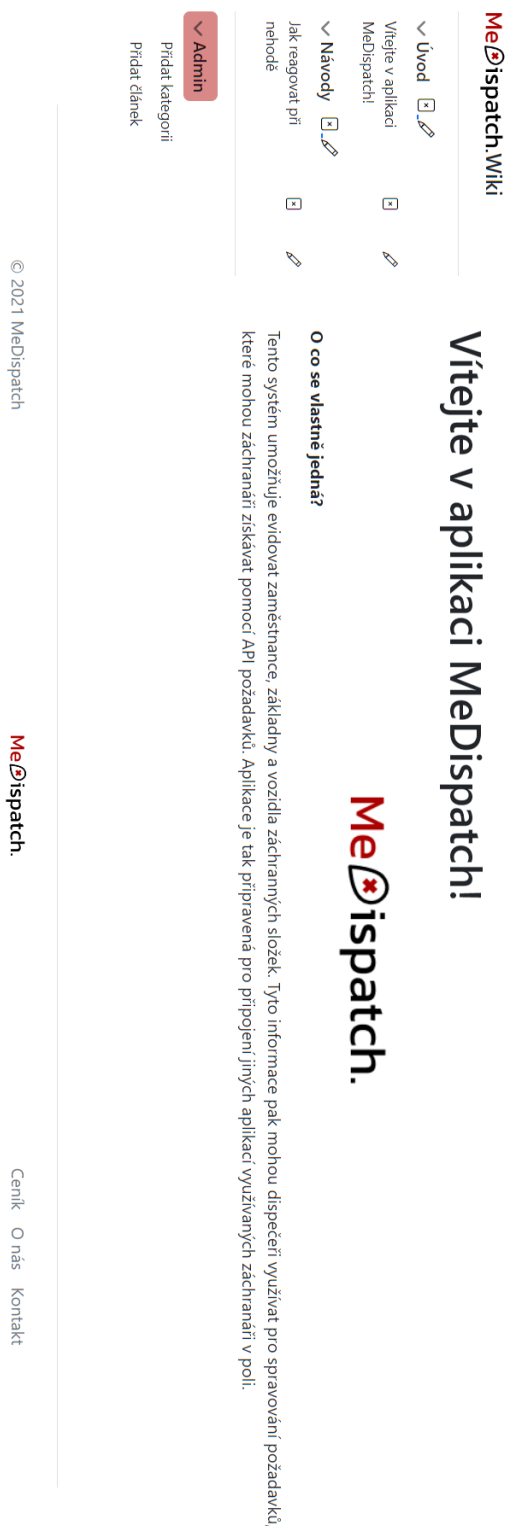 MeDispatch.Wiki
Úvod
Vítejte v aplikaci
MeDispatch!
Návody
Jak reagovat při
nehodě
Admin
Přidat kategorii
Přidat článek
Vítejte v aplikaci MeDispatch!
MeDispatch.
O co se vlastně jedná?
Tento systém umožňuje evidovat zaměstnance, základny a vozidla záchranných složek. Tyto informace pak mohou dispečeři využívat pro spravování požadavků,
které mohou záchranáři získávat pomocí API požadavků. Aplikace je tak připravená pro připojení jiných aplikací využívaných záchranáři v poli.
© 2021 MeDispatch
MeDispatch.
Ceník O nás Kontakt